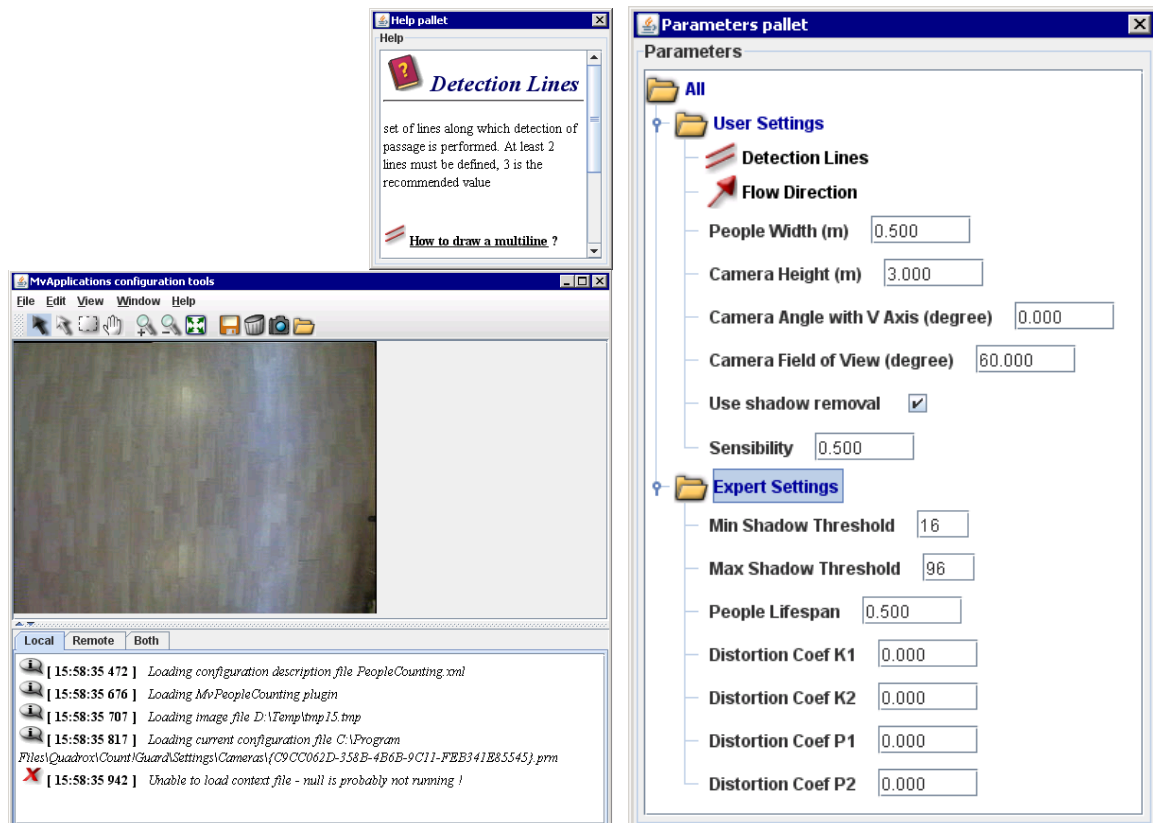 Help pallet
Help
Detection Lines
set of lines along which detection of
passage is performed. At least 2
lines must be defined, 3 is the
recommended value
How to draw a multiline ?
MvApplications configuration tools
File Edit View Window Help
Local Remote Both
[ 15:58:35 472 ] Loading configuration description file PeopleCounting.xml
[ 15:58:35 676 ] Loading MvPeopleCounting plugin
[ 15:58:35 707 ] Loading image file D:\Temp\tmp15.tmp
[ 15:58:35 817 ] Loading current configuration file C:\Program
Files\Quadrox\Count!Guard\Settings\Cameras\{C9CC062D-358B-4B6B-9C11-FEB341E85545}.prm
[ 15:58:35 942 ] Unable to load context file - null is probably not running !
Parameters pallet
Parameters
All
User Settings
Detection Lines
Flow Direction
People Width (m) 0.500
Camera Height (m) 3.000
Camera Angle with V Axis (degree) 0.000
Camera Field of View (degree) 60.000
Use shadow removal
Sensibility 0.500
Expert Settings
Min Shadow Threshold 16
Max Shadow Threshold 96
People Lifespan 0.500
Distortion Coef K1 0.000
Distortion Coef K2 0.000
Distortion Coef P1 0.000
Distortion Coef P2 0.000